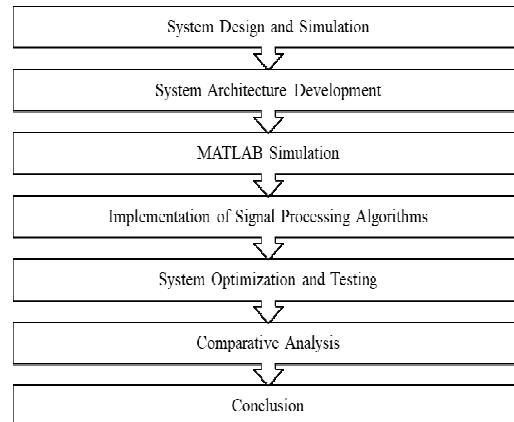 System Design and Simulation
System Architecture Development
MATLAB Simulation
Implementation of Signal Processing Algorithms
System Optimization and Testing
Comparative Analysis
Conclusion